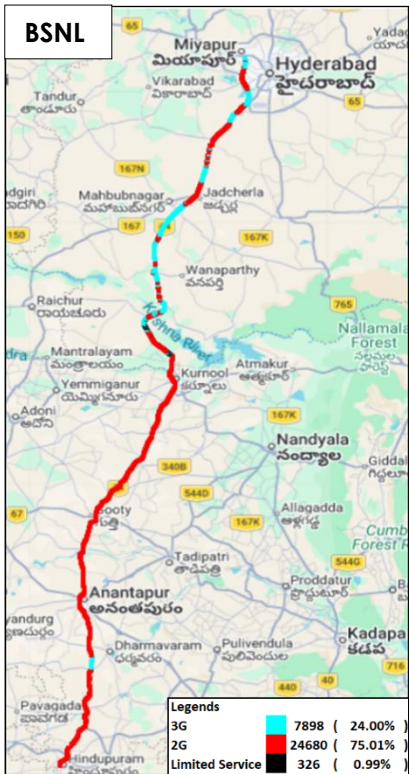 BSNL
65
Miyapur
మియాపూర్
Hyderabad
హైదరాబాద్
Vikarabad
వికారాబాద్
Tandur
తాండూరు
65
167N
Jadcherla
జడ్చర్ల
Mahbubnagar
మహబూబ్‌నగర్
150
167
167K
Wanaparthy
వనపర్తి
Raichur
ರಾಯಚೂರು
765
Krishna River
Nallamala
Forest
Mantralayam
మంత్రాలయం
Atmakur
ఆత్మకూర్
Kurnool
కర్నూలు
Yemmiganur
యెమ్మిగనూరు
Adoni
ఆదోని
167K
Nandyala
నంద్యాల
340B
544D
67
Gooty
గుత్తి
Allagadda
ఆళ్లగడ్డ
167K
Tadipatri
తాడిపత్రి
544G
Proddatur
ప్రొద్దుటూర్
Anantapur
అనంతపురం
Kadapa
కడప
Dharmavaram
ధర్మవరం
Pulivendula
పులివెందుల
716
40
440
Pavagada
ಪಾವಗಡ
Hindupuram
హిందూపురం
Legends
3G 7898 ( 24.00% )
2G 24680 ( 75.01% )
Limited Service 326 ( 0.99% )